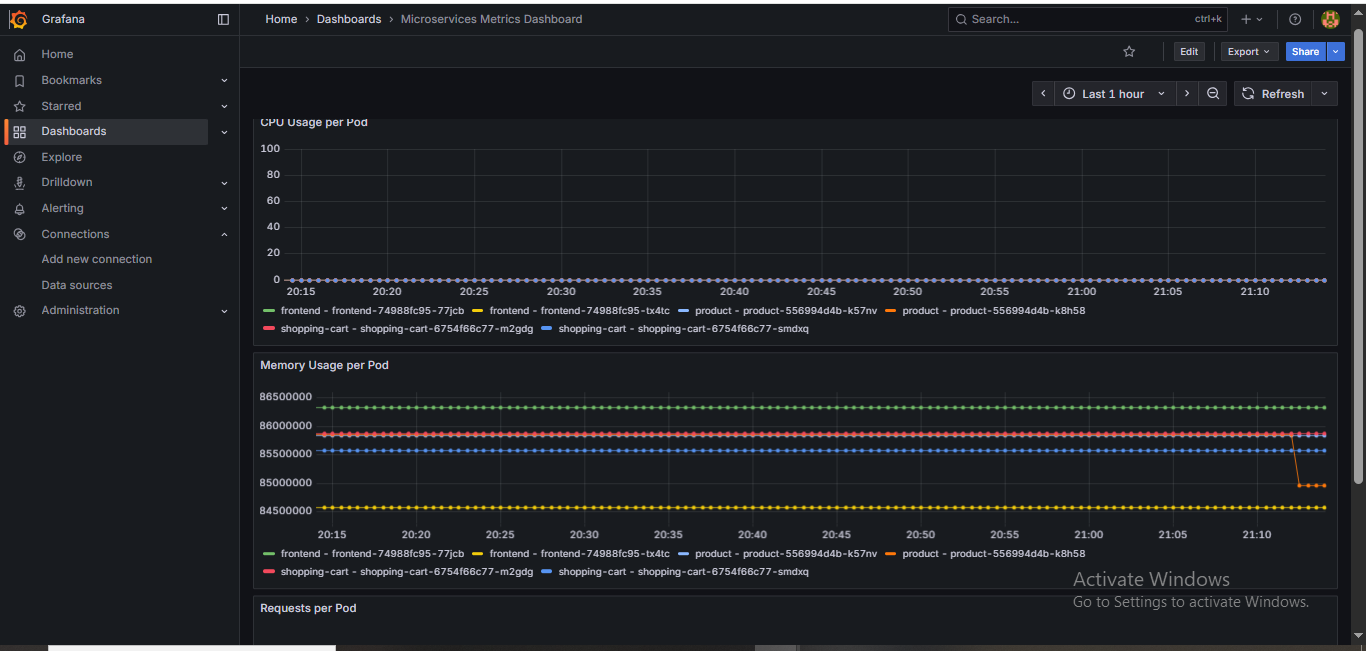 Grafana
Home › Dashboards › Microservices Metrics Dashboard
Search...
ctrl+k
Home
Bookmarks
Starred
Dashboards
Explore
Drilldown
Alerting
Connections
Add new connection
Data sources
Administration
Edit
Export
Share
Last 1 hour
Refresh
CPU Usage per Pod
100
80
60
40
20
0
20:15 20:20 20:25 20:30 20:35 20:40 20:45 20:50 20:55 21:00 21:05 21:10
frontend - frontend-74988fc95-77jcb frontend - frontend-74988fc95-tx4tc product - product-556994d4b-k57nv product - product-556994d4b-k8h58
shopping-cart - shopping-cart-6754f66c77-m2gdg shopping-cart - shopping-cart-6754f66c77-smdxq
Memory Usage per Pod
86500000
86000000
85500000
85000000
84500000
20:15 20:20 20:25 20:30 20:35 20:40 20:45 20:50 20:55 21:00 21:05 21:10
frontend - frontend-74988fc95-77jcb frontend - frontend-74988fc95-tx4tc product - product-556994d4b-k57nv product - product-556994d4b-k8h58
shopping-cart - shopping-cart-6754f66c77-m2gdg shopping-cart - shopping-cart-6754f66c77-smdxq
Requests per Pod
Activate Windows
Go to Settings to activate Windows.